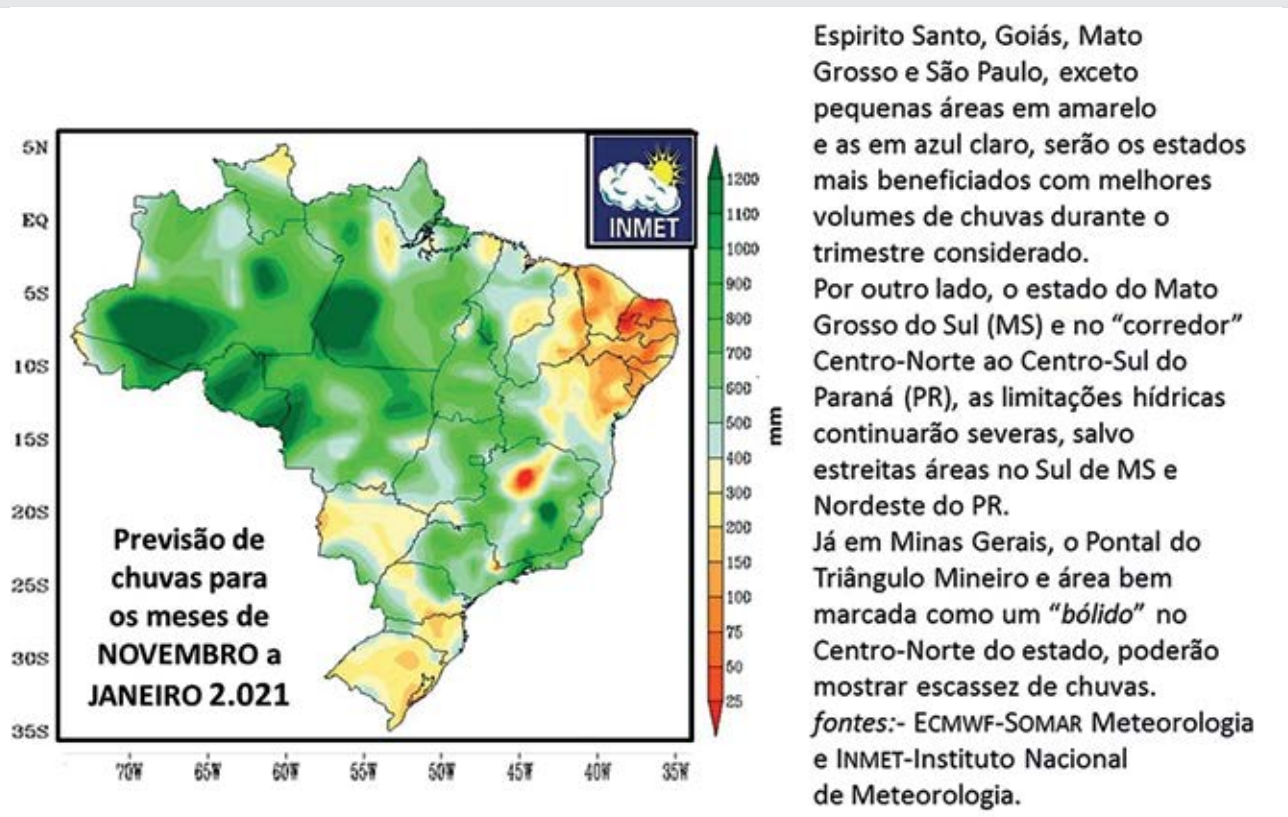 Espirito Santo, Goiás, Mato
Grosso e São Paulo, exceto
pequenas áreas em amarelo
e as em azul claro, serão os estados
mais beneficiados com melhores
volumes de chuvas durante o
trimestre considerado.
Por outro lado, o estado do Mato
Grosso do Sul (MS) e no “corredor”
Centro-Norte ao Centro-Sul do
Paraná (PR), as limitações hídricas
continuarão severas, salvo
estreitas áreas no Sul de MS e
Nordeste do PR.
Já em Minas Gerais, o Pontal do
Triângulo Mineiro e área bem
marcada como um “bólido” no
Centro-Norte do estado, poderão
mostrar escassez de chuvas.
fontes:- ECMWF-SOMAR Meteorologia
e INMET-Instituto Nacional
de Meteorologia.
INMET
Previsão de
chuvas para
os meses de
NOVEMBRO a
JANEIRO 2.021
5N
EQ
5S
10S
15S
20S
25S
30S
35S
70W 65W 60W 55W 50W 45W 40W 35W
1200
1100
1000
900
800
700
600
500
400
300
200
150
100
75
50
25
mm